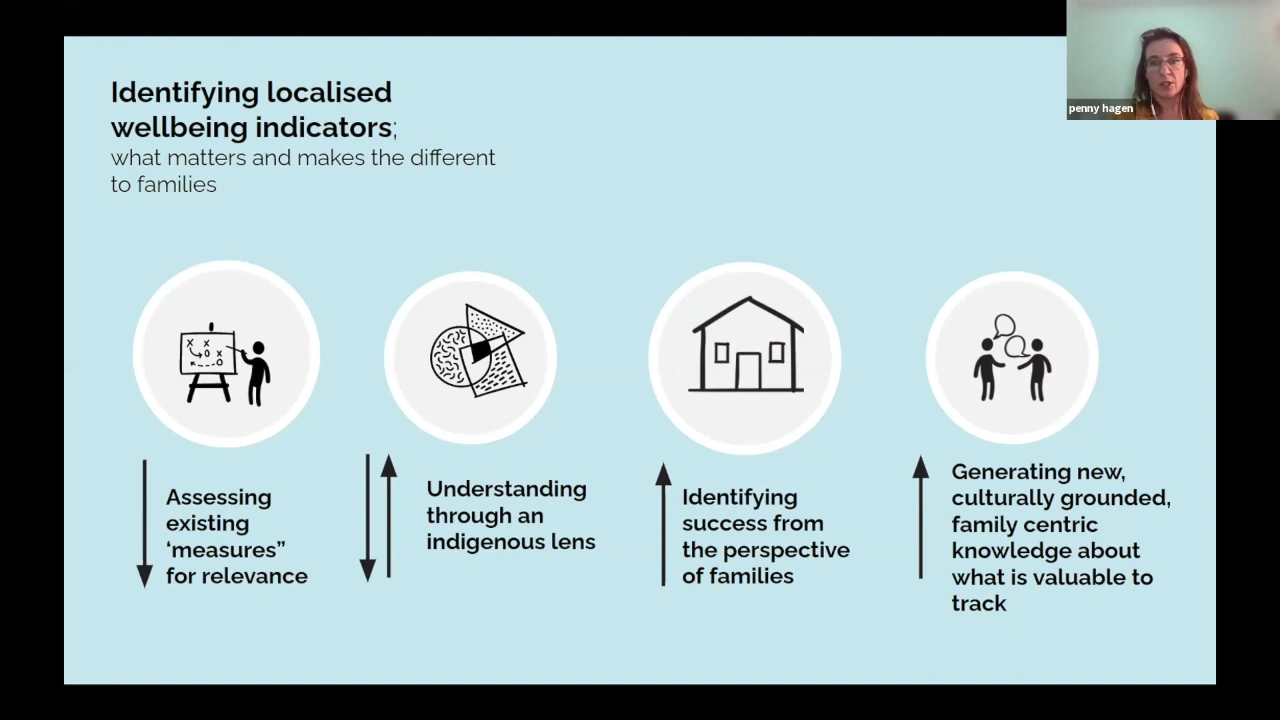 Identifying localised
wellbeing indicators;
what matters and makes the different
to families
penny hagen
Assessing
existing
‘measures”
for relevance
Understanding
through an
indigenous lens
Identifying
success from
the perspective
of families
Generating new,
culturally grounded,
family centric
knowledge about
what is valuable to
track